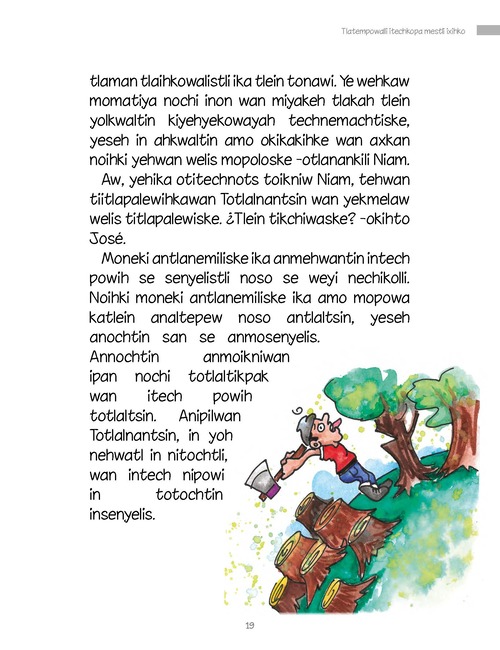 Tlatempowalli itechkopa mestli ixihko
tlaman tlaihkowalistli ika tlein tonawi. Ye wehkaw
momatiya nochi inon wan miyakeh tlakah tlein
yolkwaltin kiyehyekowayah technemachtiske,
yeseh in ahkwaltin amo okikakihke wan axkan
noihki yehwan welis mopoloske -otlanankili Niam.
Aw, yehika otitechnots toikniw Niam, tehwan
tiitlapalewihkawan Totlalnantsin wan yekmelaw
welis titlapalewiske. ¿Tlein tikchiwaske? -okihto
José.
Moneki antlanemiliske ika anmehwantin intech
powih se senyelistli noso se weyi nechikolli.
Noihki moneki antlanemiliske ika amo mopowa
katlein analtepew noso antlaltsin, yeseh
anochtin san se anmosenyelis.
Annochtin anmoikniwan
ipan nochi totlaltikpak
wan itech powih
totlaltsin. Anipilwan
Totlalnantsin, in yoh
nehwatl in nitochtli,
wan intech nipowi
in totochtin
insenyelis.
19